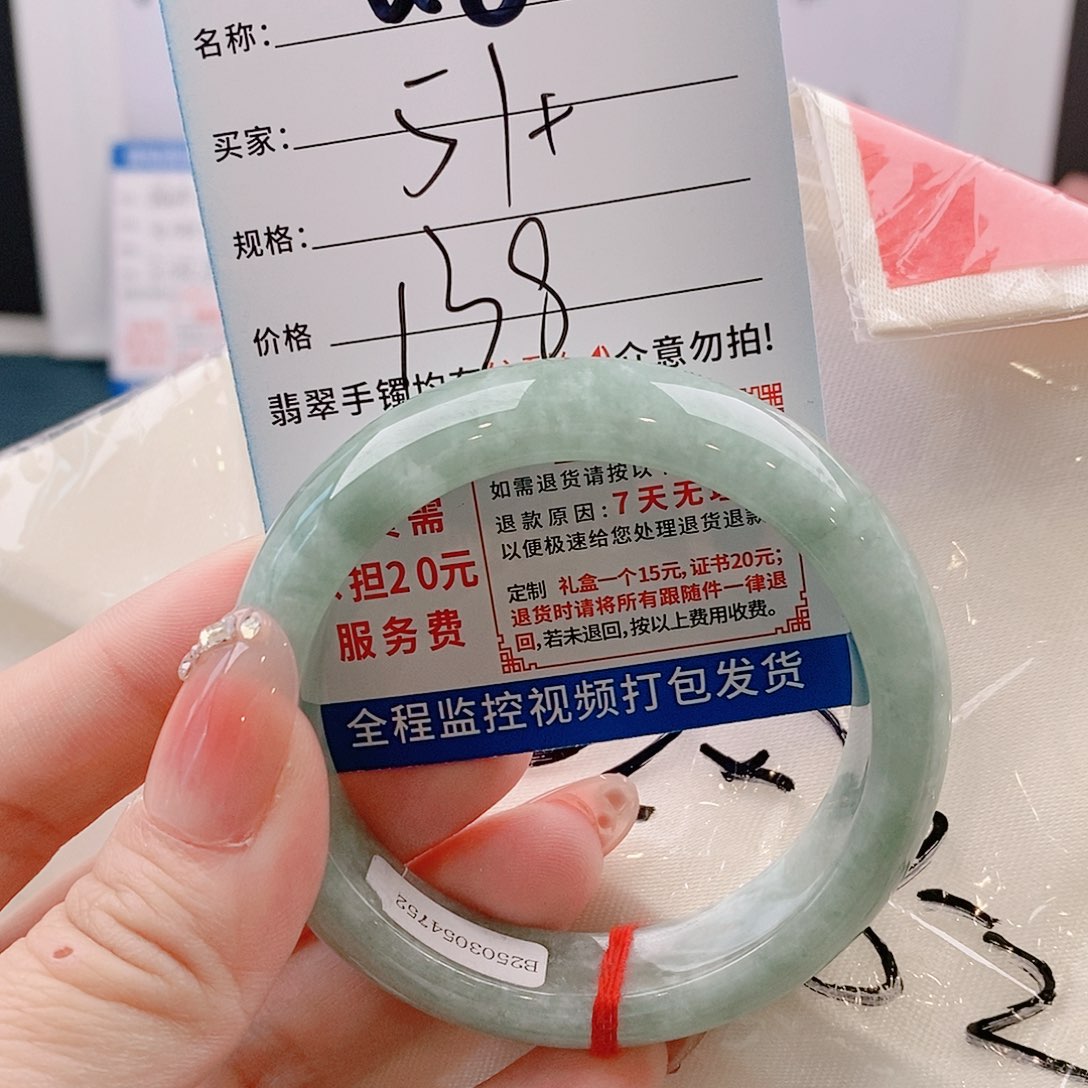 名称:
买家: 51+
规格:
价格 158
翡翠手镯均有 介意勿拍!
如需退货请按以
退款原因:7天无
以便极速给您处理退货退款
需
担20元
服务费
定制 礼盒一个15元,证书20元;
退货时请将所有跟随件一律退
回,若未退回,按以上费用收费。
全程监控视频打包发货
B2503054752